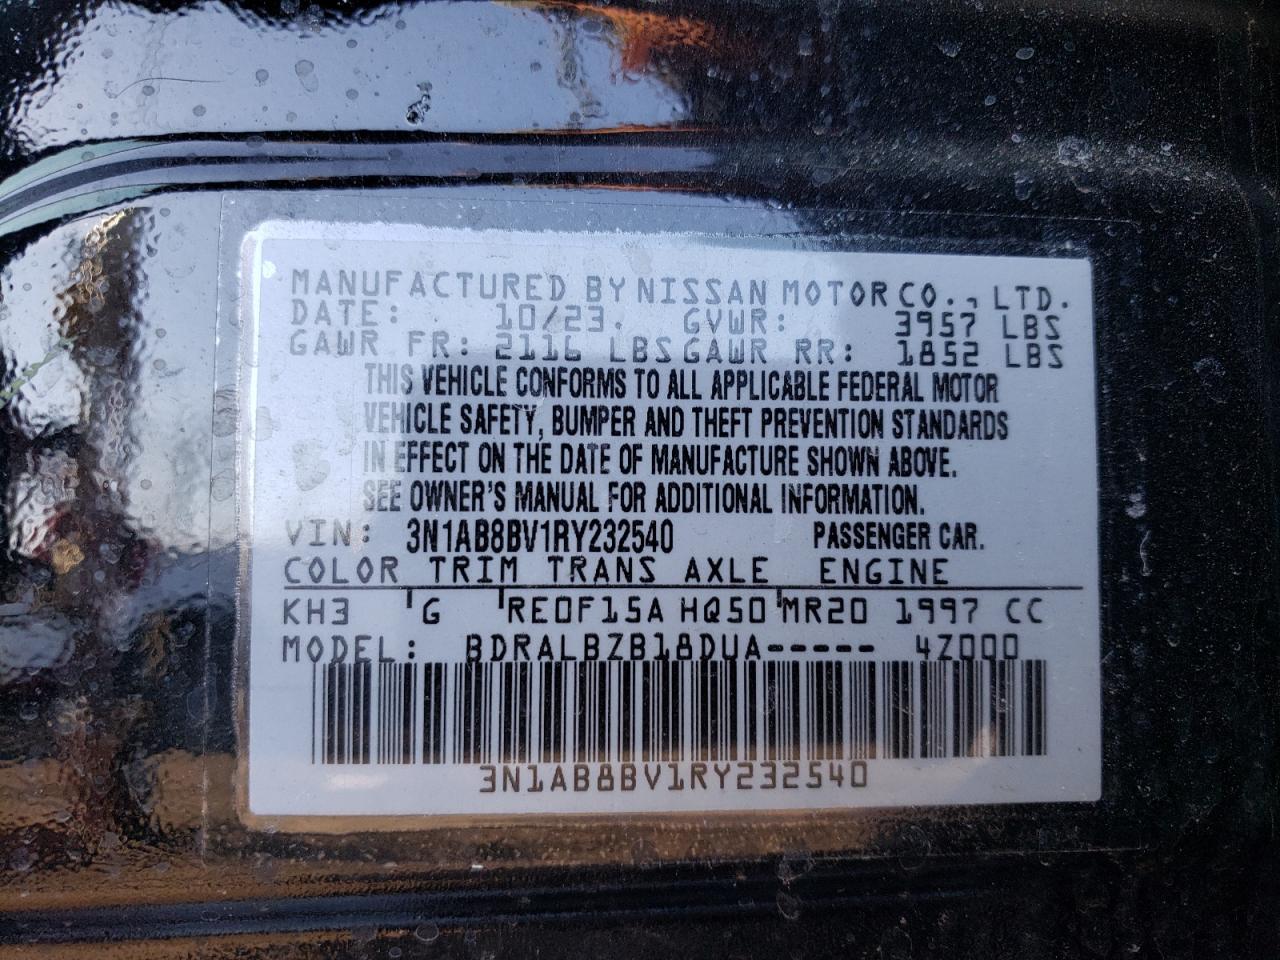 MANUFACTURED BY NISSAN MOTOR CO., LTD.
DATE: 10/23. GVWR: 3957 LBS
GAWR FR: 2116 LBS GAWR RR: 1852 LBS
THIS VEHICLE CONFORMS TO ALL APPLICABLE FEDERAL MOTOR
VEHICLE SAFETY, BUMPER AND THEFT PREVENTION STANDARDS
IN EFFECT ON THE DATE OF MANUFACTURE SHOWN ABOVE.
SEE OWNER'S MANUAL FOR ADDITIONAL INFORMATION.
VIN: 3N1AB8BV1RY232540 PASSENGER CAR.
COLOR TRIM TRANS AXLE ENGINE
KH3 G RE0F15A HQ50 MR20 1997 CC
MODEL: BDRALBZB18DUA----- 4Z000
3N1AB8BV1RY232540